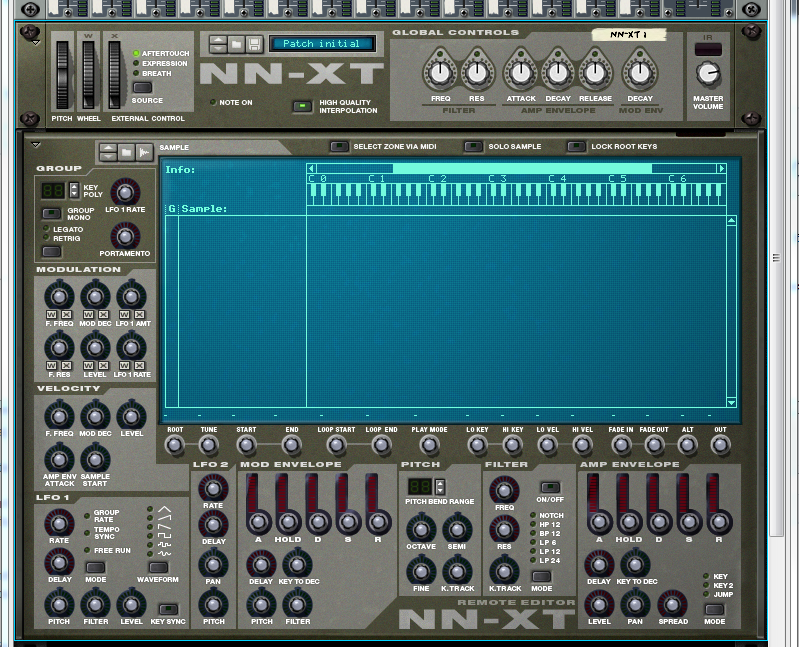 GLOBAL CONTROLS
NN-XT 1
IR
W
X
AFTERTOUCH
EXPRESSION
BREATH
SOURCE
PITCH WHEEL EXTERNAL CONTROL
Patch initial
NN-XT
NOTE ON
HIGH QUALITY
INTERPOLATION
FREQ RES ATTACK DECAY RELEASE DECAY
FILTER AMP ENVELOPE MOD ENV
MASTER
VOLUME
SAMPLE
SELECT ZONE VIA MIDI
SOLO SAMPLE
LOCK ROOT KEYS
GROUP
KEY
POLY
LFO 1 RATE
GROUP
MONO
LEGATO
RETRIG
PORTAMENTO
Info:
C 0 C 1 C 2 C 3 C 4 C 5 C 6
G Sample:
MODULATION
W X W X W X
F. FREQ MOD DEC LFO 1 AMT
W X W X W X
F. RES LEVEL LFO 1 RATE
VELOCITY
F. FREQ MOD DEC LEVEL
AMP ENV
ATTACK
SAMPLE
START
ROOT TUNE START END LOOP START LOOP END PLAY MODE LO KEY HI KEY LO VEL HI VEL FADE IN FADE OUT ALT OUT
LFO 1
RATE
GROUP
RATE
TEMPO
SYNC
FREE RUN
DELAY
MODE
WAVEFORM
PITCH FILTER LEVEL KEY SYNC
LFO 2
RATE
DELAY
PAN
PITCH
MOD ENVELOPE
A HOLD D S R
DELAY KEY TO DEC
PITCH FILTER
PITCH
PITCH BEND RANGE
OCTAVE SEMI
FINE K.TRACK
FILTER
FREQ
ON/OFF
RES
NOTCH
HP 12
BP 12
LP 6
LP 12
LP 24
K.TRACK
MODE
AMP ENVELOPE
A HOLD D S R
DELAY KEY TO DEC
KEY
KEY 2
JUMP
LEVEL PAN SPREAD MODE
REMOTE EDITOR
NN-XT